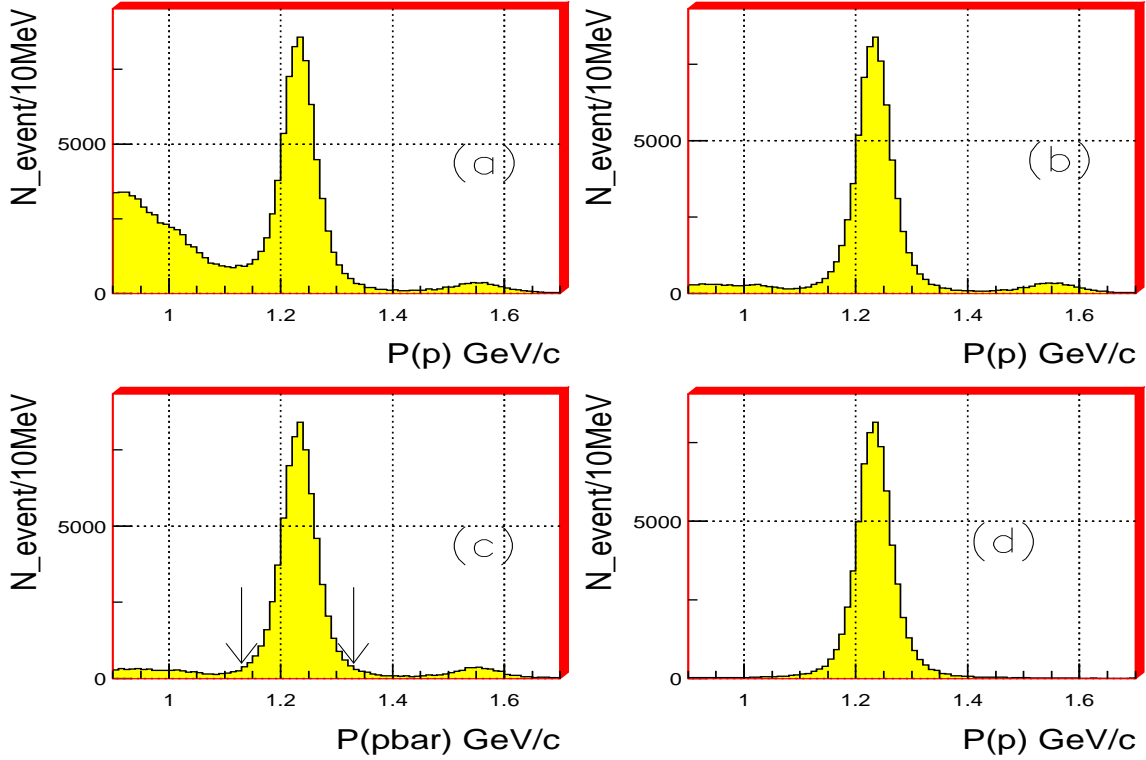 N_event/10MeV
5000
0
(a)
1
1.2
1.4
1.6
P(p) GeV/c
N_event/10MeV
5000
0
(b)
1
1.2
1.4
1.6
P(p) GeV/c
N_event/10MeV
5000
0
(c)
1
1.2
1.4
1.6
P(pbar) GeV/c
N_event/10MeV
5000
0
(d)
1
1.2
1.4
1.6
P(p) GeV/c